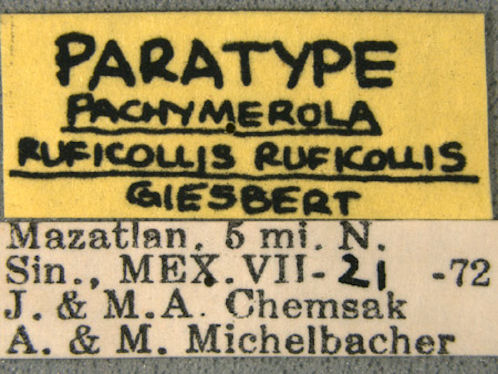 PARATYPE
PACHYMEROLA
RUFICOLLIS RUFICOLLIS
GIESBERT
Mazatlan, 5 mi. N.
Sin., MEX. VII-21 -72
J. & M.A. Chemsak
A. & M. Michelbacher